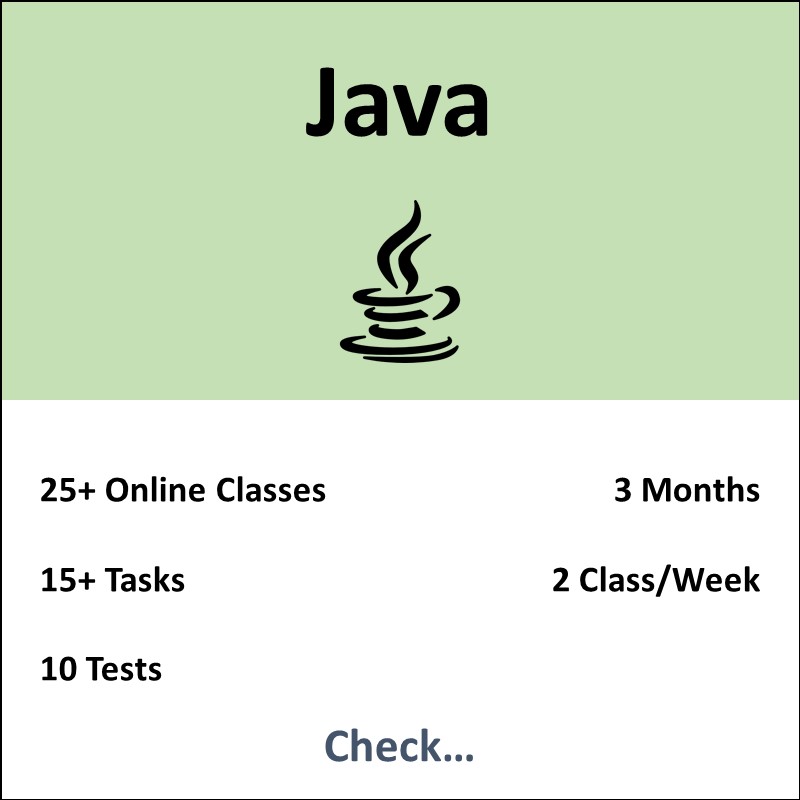 Java
25+ Online Classes
3 Months
15+ Tasks
2 Class/Week
10 Tests
Check...